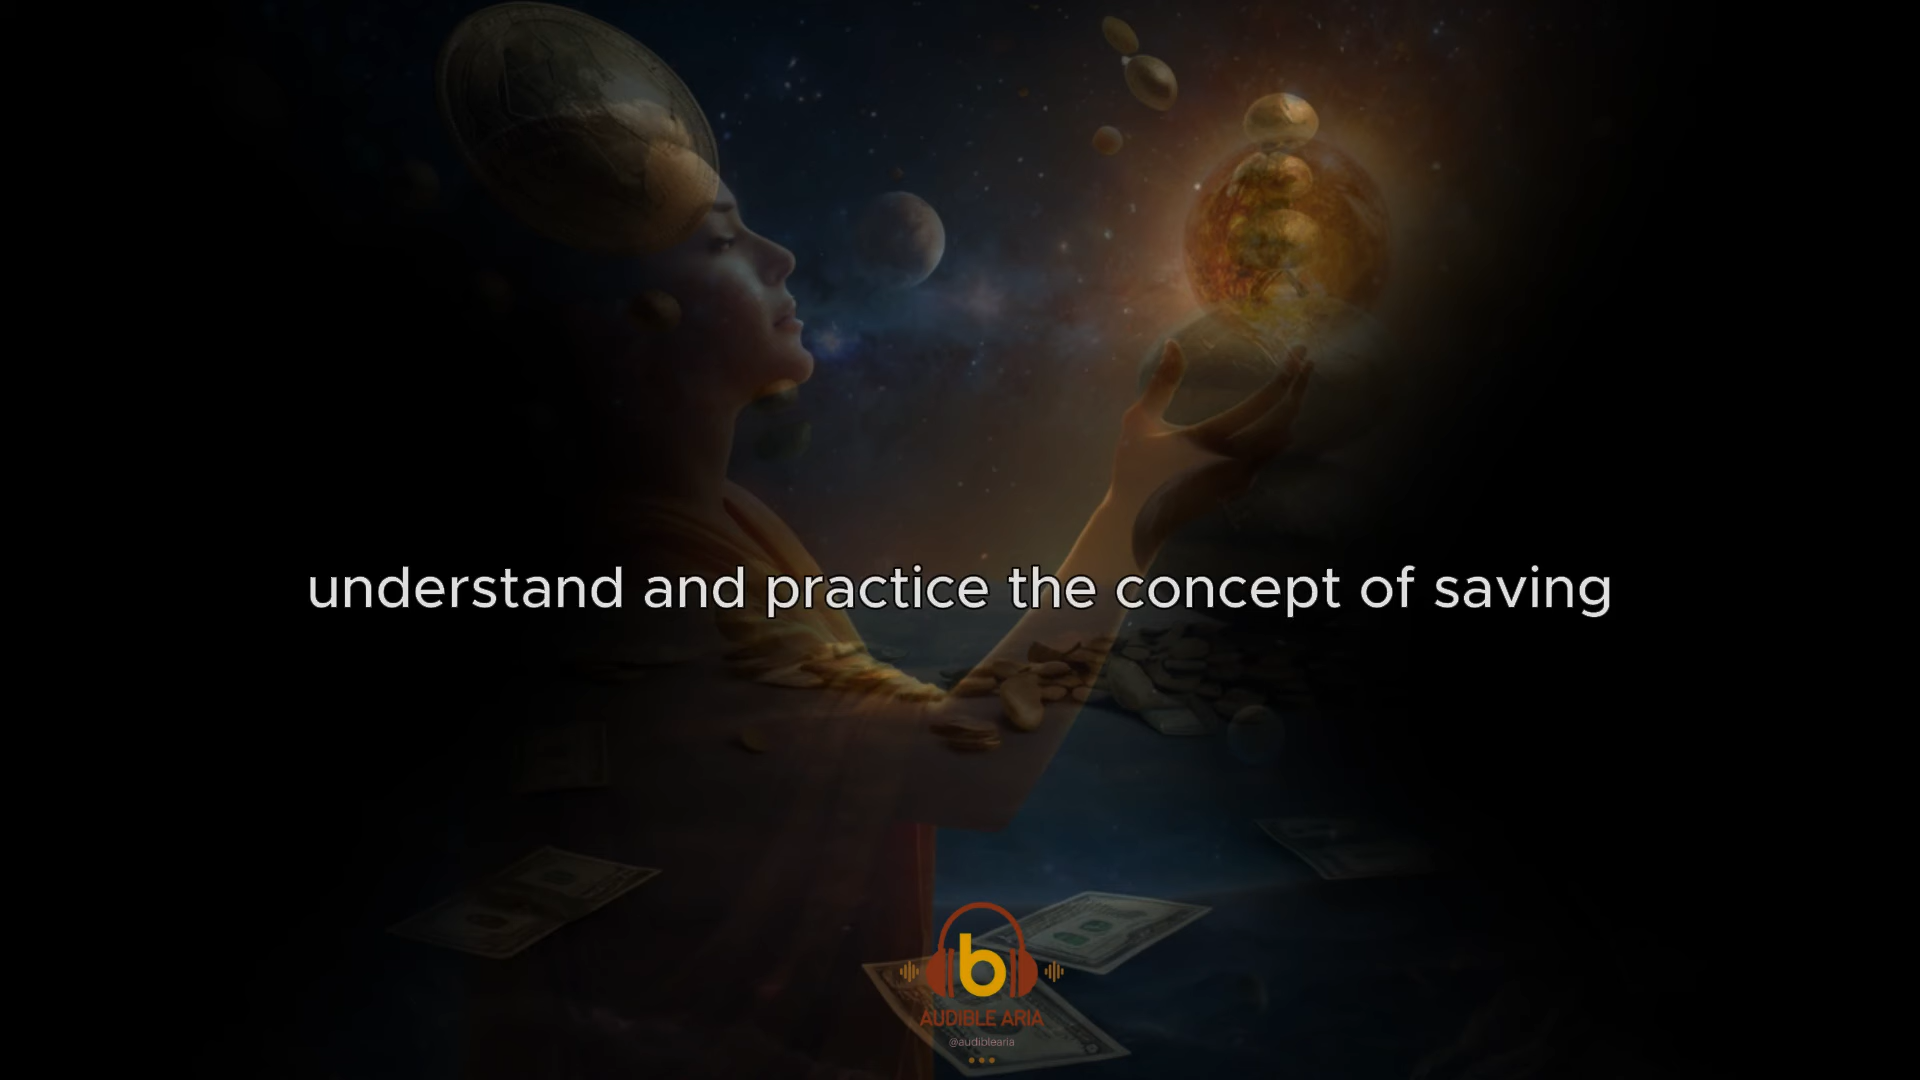 understand and practice the concept of saving
b
AUDIBLE ARIA
@audiblearia